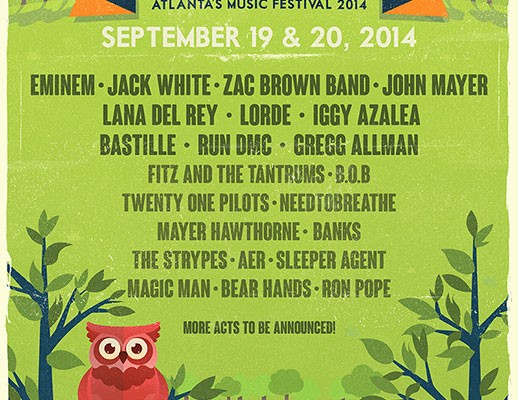 ATLANTA'S MUSIC FESTIVAL 2014
SEPTEMBER 19 & 20, 2014
EMINEM • JACK WHITE • ZAC BROWN BAND • JOHN MAYER
LANA DEL REY • LORDE • IGGY AZALEA
BASTILLE • RUN DMC • GREGG ALLMAN
FITZ AND THE TANTRUMS • B.O.B
TWENTY ONE PILOTS • NEEDTOBREATHE
MAYER HAWTHORNE • BANKS
THE STRYPES • AER • SLEEPER AGENT
MAGIC MAN • BEAR HANDS • RON POPE
MORE ACTS TO BE ANNOUNCED!